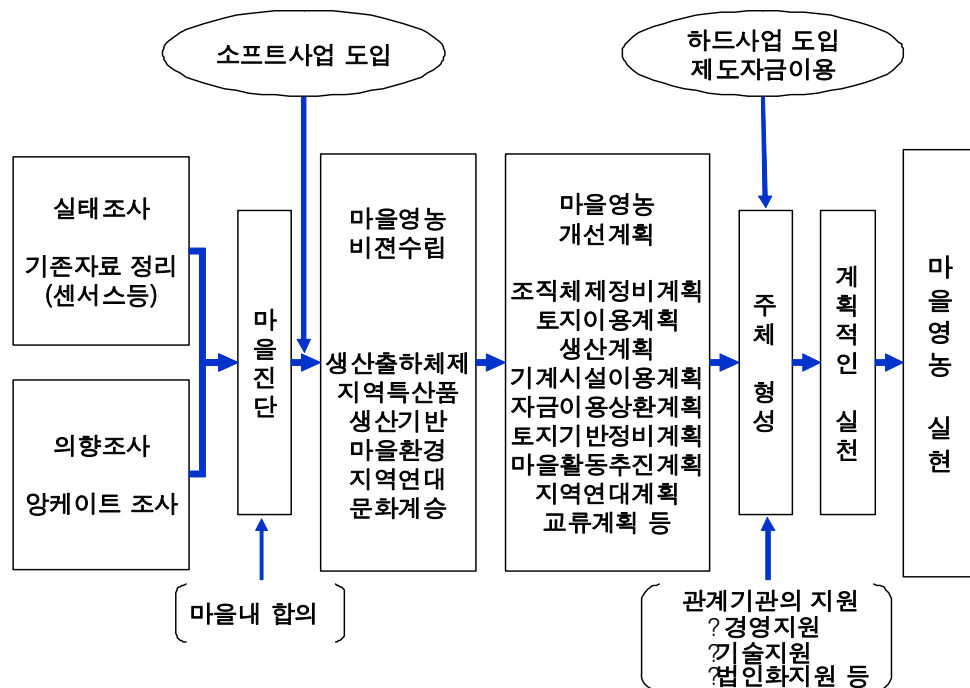 소프트사업 도입
하드사업 도입
제도자금이용
실태조사
기존자료 정리
(센서스등)
의향조사
앙케이트 조사
마을진단
마을내 합의
마을영농
비젼수립
생산출하체제
지역특산품
생산기반
마을환경
지역연대
문화계승
마을영농
개선계획
조직체제정비계획
토지이용계획
생산계획
기계시설이용계획
자금이용상환계획
토지기반정비계획
마을활동추진계획
지역연대계획
교류계획 등
주체 형성
관계기관의 지원
?경영지원
?기술지원
?법인화지원 등
계획적인 실천
마을영농 실현